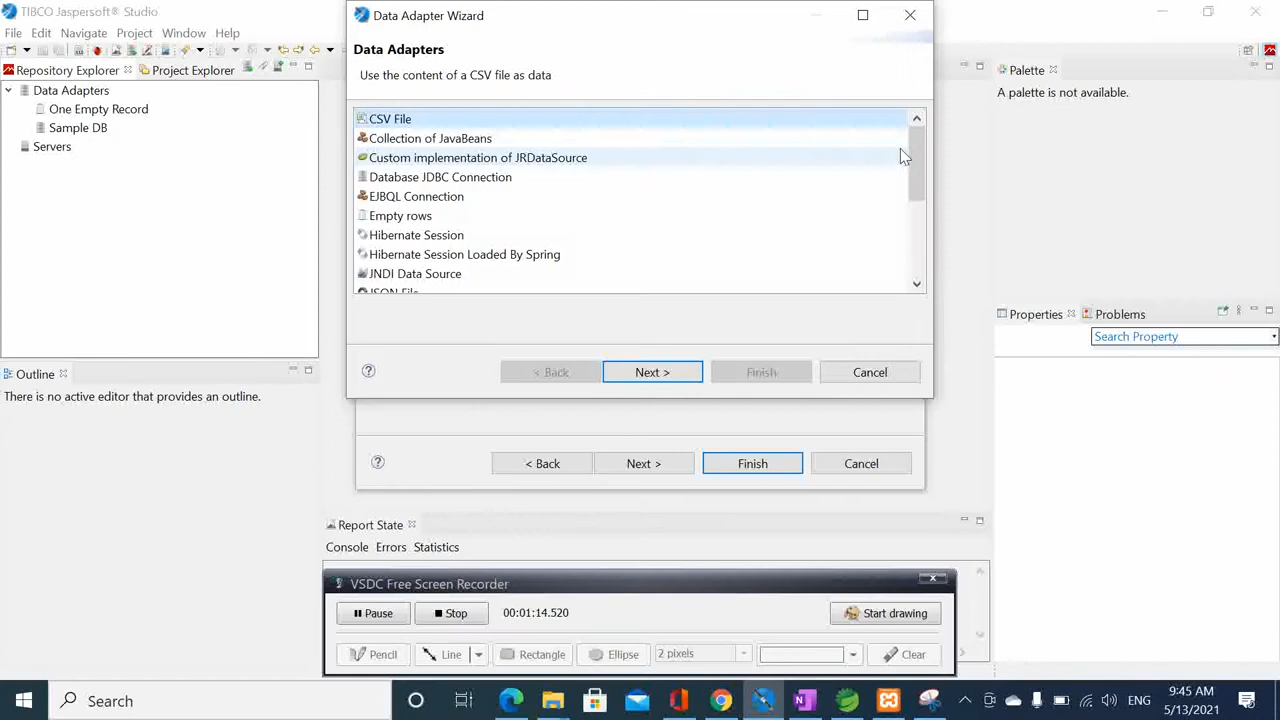 TIBCO Jaspersoft® Studio
File Edit Navigate Project Window Help
Repository Explorer
Project Explorer
Data Adapters
One Empty Record
Sample DB
Servers
Outline
There is no active editor that provides an outline.
Data Adapter Wizard
Data Adapters
Use the content of a CSV file as data
CSV File
Collection of JavaBeans
Custom implementation of JRDataSource
Database JDBC Connection
EJBQL Connection
Empty rows
Hibernate Session
Hibernate Session Loaded By Spring
JNDI Data Source
JSON File
< Back Next > Finish Cancel
< Back Next > Finish Cancel
Palette
A palette is not available.
Properties Problems
Search Property
Report State
Console Errors Statistics
VSDC Free Screen Recorder
Pause Stop 00:01:14.520 Start drawing
Pencil Line Rectangle Ellipse 2 pixels Clear
Search
ENG
9:45 AM
5/13/2021